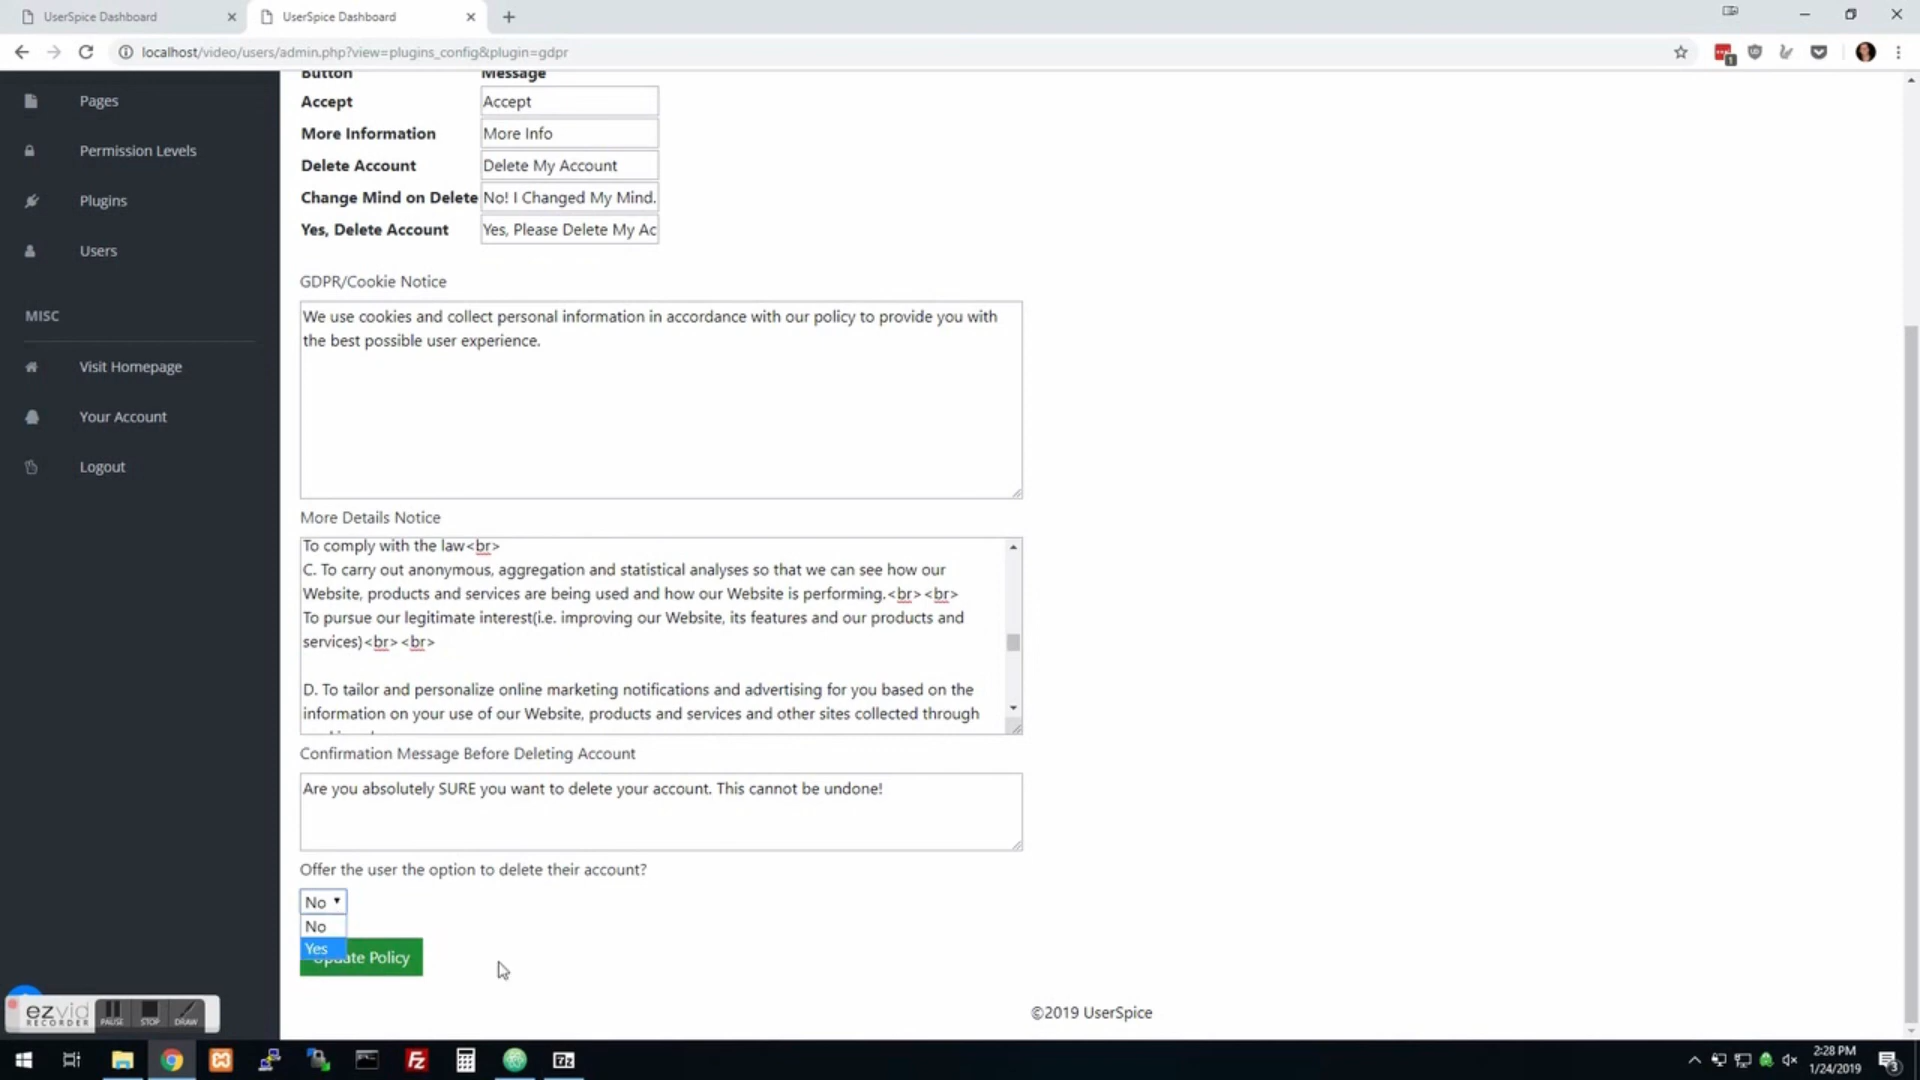 UserSpice Dashboard
UserSpice Dashboard
localhost/video/users/admin.php?view=plugins_config&plugin=gdpr
1
Pages
Permission Levels
Plugins
Users
MISC
Visit Homepage
Your Account
Logout
Button Message
Accept Accept
More Information More Info
Delete Account Delete My Account
Change Mind on Delete No! I Changed My Mind.
Yes, Delete Account Yes, Please Delete My Ac
GDPR/Cookie Notice
We use cookies and collect personal information in accordance with our policy to provide you with
the best possible user experience.
More Details Notice
To comply with the law<br>
C. To carry out anonymous, aggregation and statistical analyses so that we can see how our
Website, products and services are being used and how our Website is performing.<br><br>
To pursue our legitimate interest(i.e. improving our Website, its features and our products and
services)<br><br>
D. To tailor and personalize online marketing notifications and advertising for you based on the
information on your use of our Website, products and services and other sites collected through
Confirmation Message Before Deleting Account
Are you absolutely SURE you want to delete your account. This cannot be undone!
Offer the user the option to delete their account?
No
No
Yes
Update Policy
©2019 UserSpice
ezvid
RECORDER
PAUSE STOP DRAW
Fz
7z
2:28 PM
1/24/2019
3